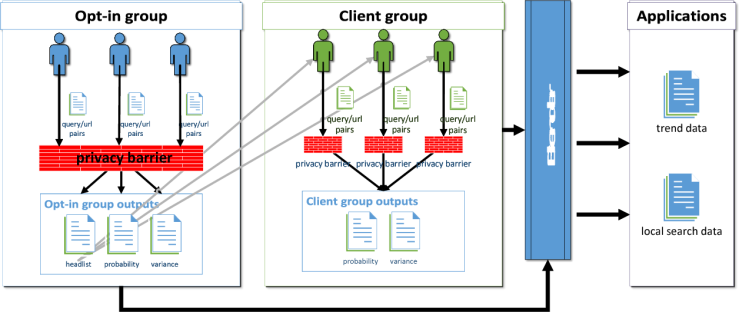 Opt-in group
query/url
pairs
query/url
pairs
query/url
pairs
privacy barrier
Opt-in group outputs
headlist
probability
variance
Client group
query/url
pairs
query/url
pairs
query/url
pairs
privacy barrier
privacy barrier
privacy barrier
Client group outputs
probability
variance
Blender
Applications
trend data
local search data